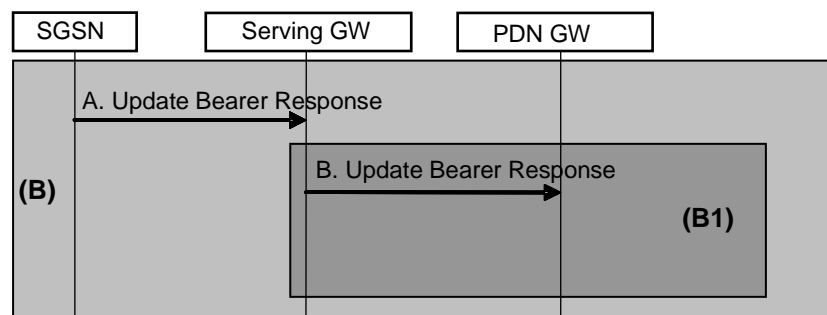 SGSN Serving GW PDN GW
A. Update Bearer Response
B. Update Bearer Response
(B)
(B1)